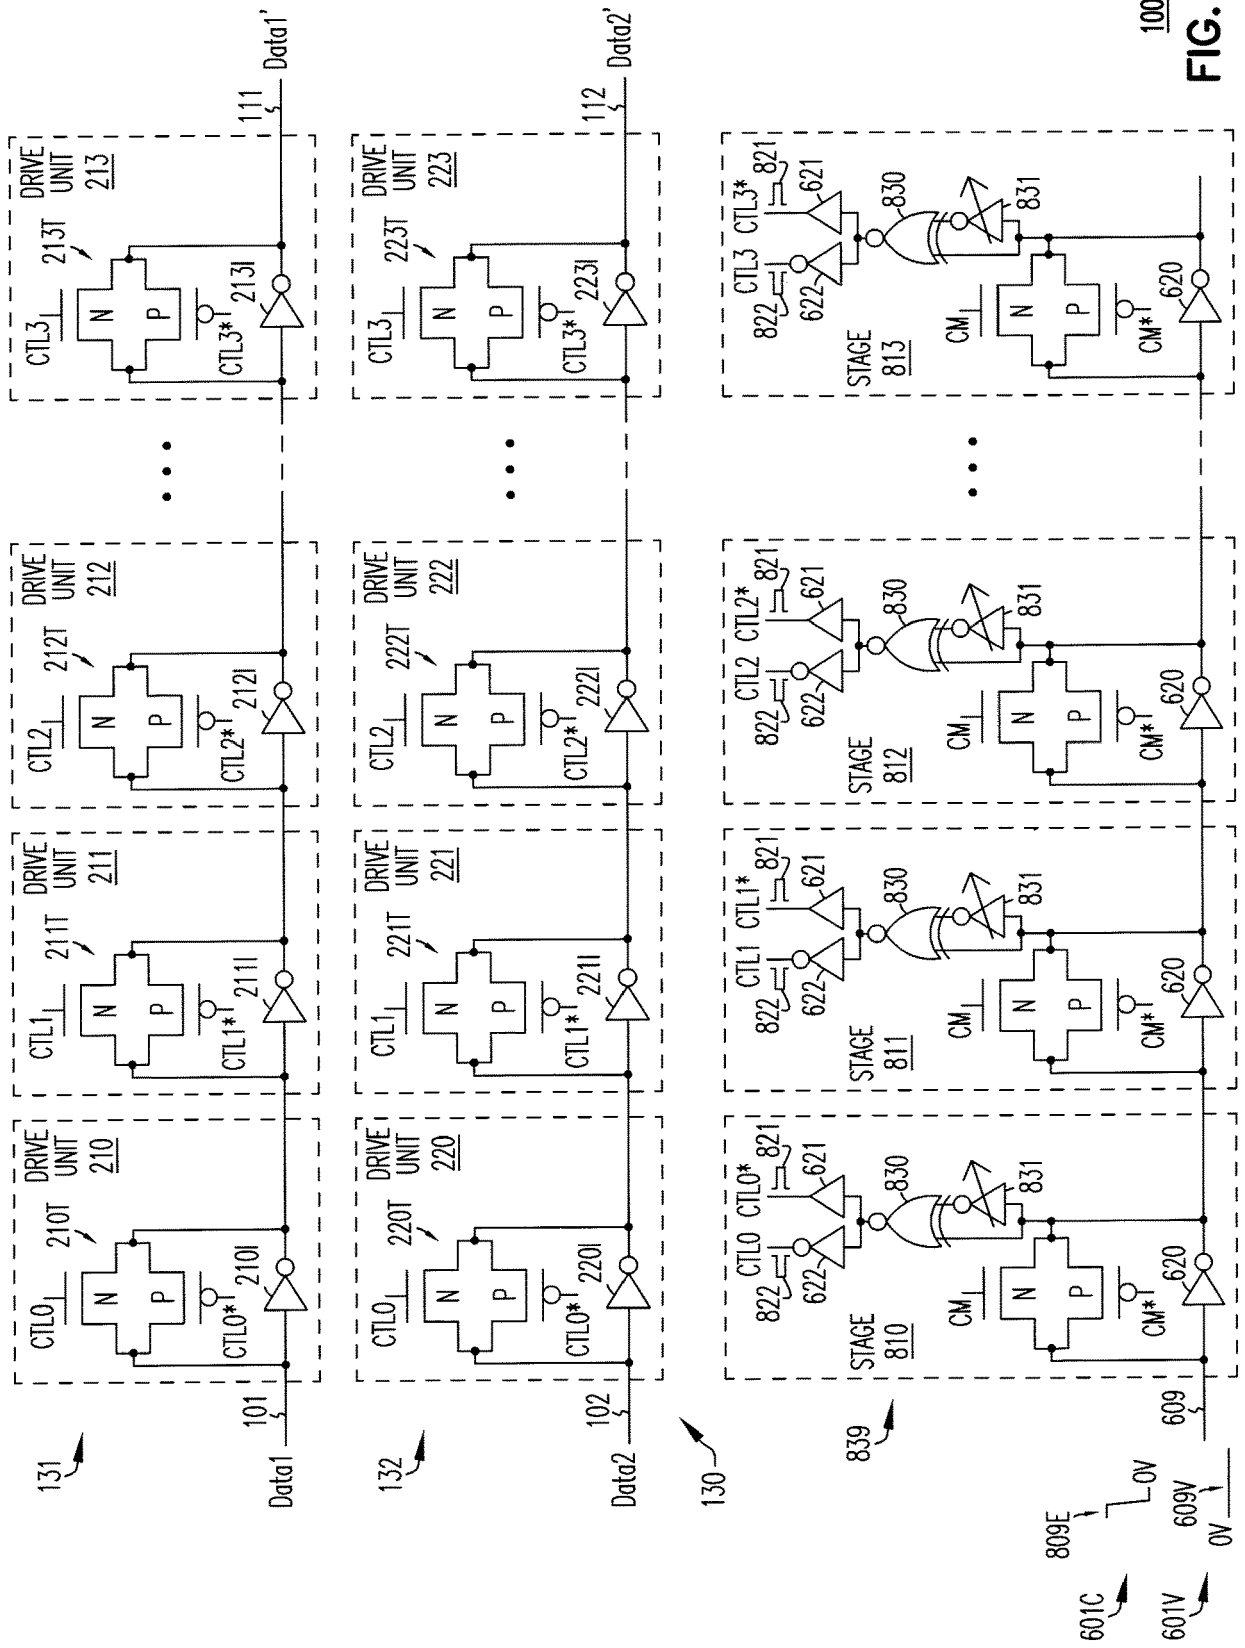 131
132
130
839
101
Data1
102
Data2
609
809E
0V
609V
0V
601C
601V
DRIVE
UNIT
210
210T
CTL0
N
P
CTL0*
210I
DRIVE
UNIT
211
211T
CTL1
N
P
CTL1*
211I
DRIVE
UNIT
212
212T
CTL2
N
P
CTL2*
212I
DRIVE
UNIT
213
213T
CTL3
N
P
CTL3*
213I
111
Data1'
DRIVE
UNIT
220
220T
CTL0
N
P
CTL0*
220I
DRIVE
UNIT
221
221T
CTL1
N
P
CTL1*
221I
DRIVE
UNIT
222
222T
CTL2
N
P
CTL2*
222I
DRIVE
UNIT
223
223T
CTL3
N
P
CTL3*
223I
112
Data2'
CTL0
CTL0*
821
822
621
622
830
831
STAGE
810
CM
N
P
CM*
620
CTL1
CTL1*
821
822
621
622
830
831
STAGE
811
CM
N
P
CM*
620
CTL2
CTL2*
821
822
621
622
830
831
STAGE
812
CM
N
P
CM*
620
CTL3
CTL3*
821
822
621
622
830
831
STAGE
813
CM
N
P
CM*
620
100
FIG.